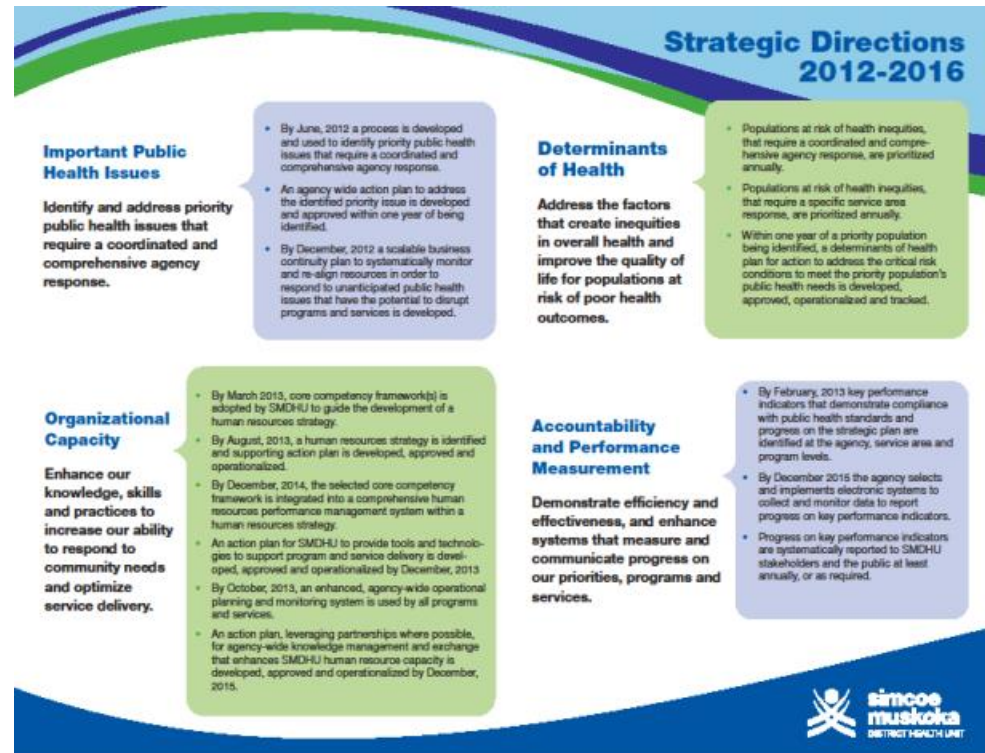 Strategic Directions
2012-2016
Important Public
Health Issues
Identify and address priority
public health issues that
require a coordinated and
comprehensive agency
response.
• By June, 2012 a process is developed
and used to identify priority public health
issues that require a coordinated and
comprehensive agency response.
• An agency wide action plan to address
the identified priority issue is developed
and approved within one year of being
identified.
• By December, 2012 a scalable business
continuity plan to systematically monitor
and re-align resources in order to
respond to unanticipated public health
issues that have the potential to disrupt
programs and services is developed.
Determinants
of Health
Address the factors
that create inequities
in overall health and
improve the quality of
life for populations at
risk of poor health
outcomes.
• Populations at risk of health inequities,
that require a coordinated and compre-
hensive agency response, are prioritized
annually.
• Populations at risk of health inequities,
that require a specific service area
response, are prioritized annually.
• Within one year of a priority population
being identified, a determinants of health
plan for action to address the critical risk
conditions to meet the priority population's
public health needs is developed,
approved, operationalized and tracked.
Organizational
Capacity
Enhance our
knowledge, skills
and practices to
increase our ability
to respond to
community needs
and optimize
service delivery.
• By March 2013, core competency framework(s) is
adopted by SMDHU to guide the development of a
human resources strategy.
• By August, 2013, a human resources strategy is identified
and supporting action plan is developed, approved and
operationalized.
• By December, 2014, the selected core competency
framework is integrated into a comprehensive human
resources performance management system within a
human resources strategy.
• An action plan for SMDHU to provide tools and technolo-
gies to support program and service delivery is devel-
oped, approved and operationalized by December, 2013
• By October, 2013, an enhanced, agency-wide operational
planning and monitoring system is used by all programs
and services.
• An action plan, leveraging partnerships where possible,
for agency-wide knowledge management and exchange
that enhances SMDHU human resource capacity is
developed, approved and operationalized by December,
2015.
Accountability
and Performance
Measurement
Demonstrate efficiency and
effectiveness, and enhance
systems that measure and
communicate progress on
our priorities, programs and
services.
• By February, 2013 key performance
indicators that demonstrate compliance
with public health standards and
progress on the strategic plan are
identified at the agency, service area and
program levels.
• By December 2015 the agency selects
and implements electronic systems to
collect and monitor data to report
progress on key performance indicators.
• Progress on key performance indicators
are systematically reported to SMDHU
stakeholders and the public at least
annually, or as required.
simcoe
muskoka
DISTRICT HEALTH UNIT